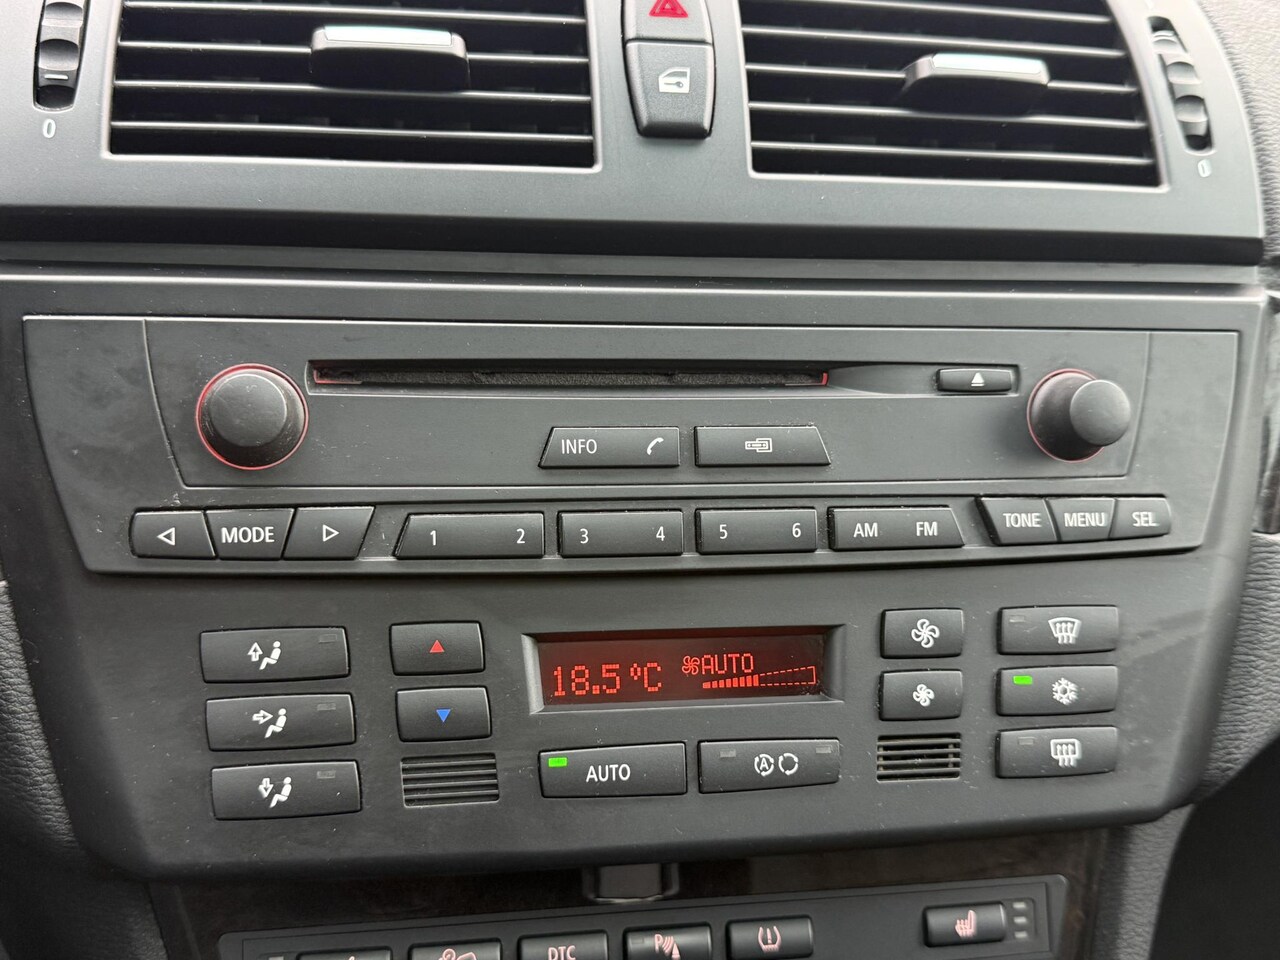 0
0
INFO
MODE
1 2
3 4
5 6
AM FM
TONE
MENU
SEL
18.5°C AUTO
AUTO
A
DTC
P